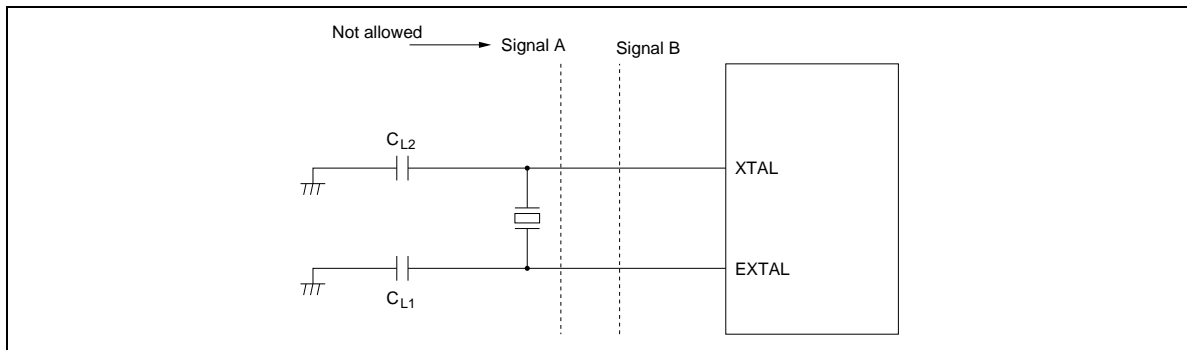 Not allowed
Signal A
Signal B
CL2
XTAL
EXTAL
CL1